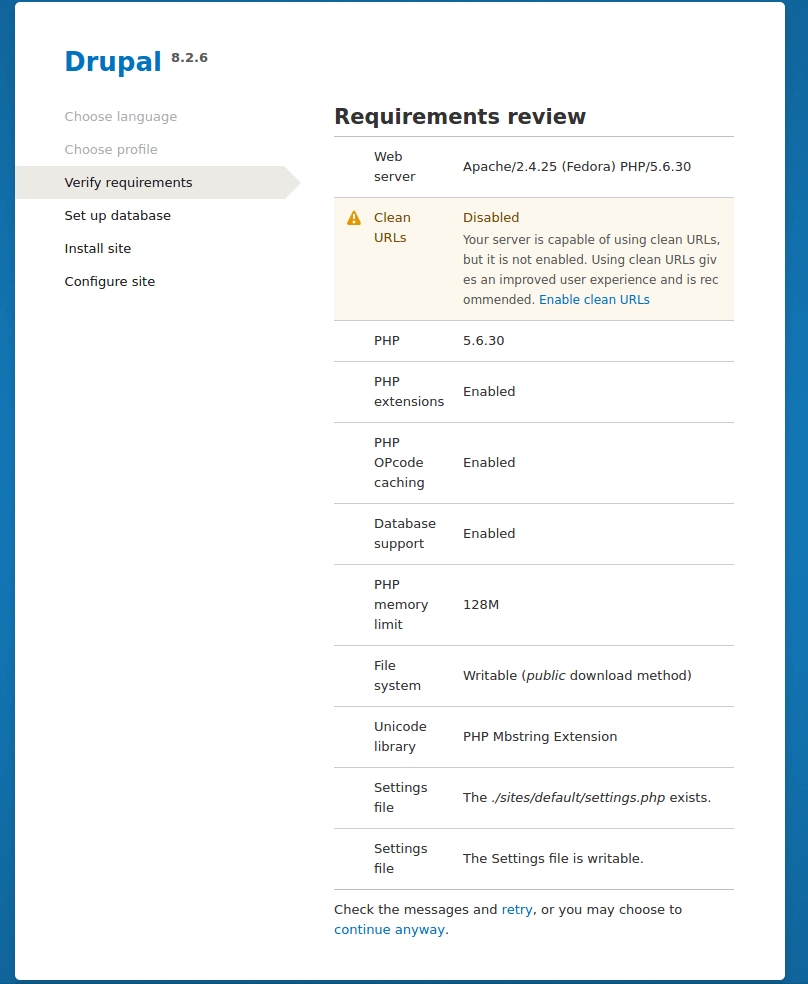 Drupal 8.2.6
Choose language
Choose profile
Verify requirements
Set up database
Install site
Configure site
Requirements review
Web
server
Apache/2.4.25 (Fedora) PHP/5.6.30
Clean
URLs
Disabled
Your server is capable of using clean URLs,
but it is not enabled. Using clean URLs giv
es an improved user experience and is rec
ommended. Enable clean URLs
PHP
5.6.30
PHP
extensions
Enabled
PHP
OPcode
caching
Enabled
Database
support
Enabled
PHP
memory
limit
128M
File
system
Writable (public download method)
Unicode
library
PHP Mbstring Extension
Settings
file
The ./sites/default/settings.php exists.
Settings
file
The Settings file is writable.
Check the messages and retry, or you may choose to
continue anyway.